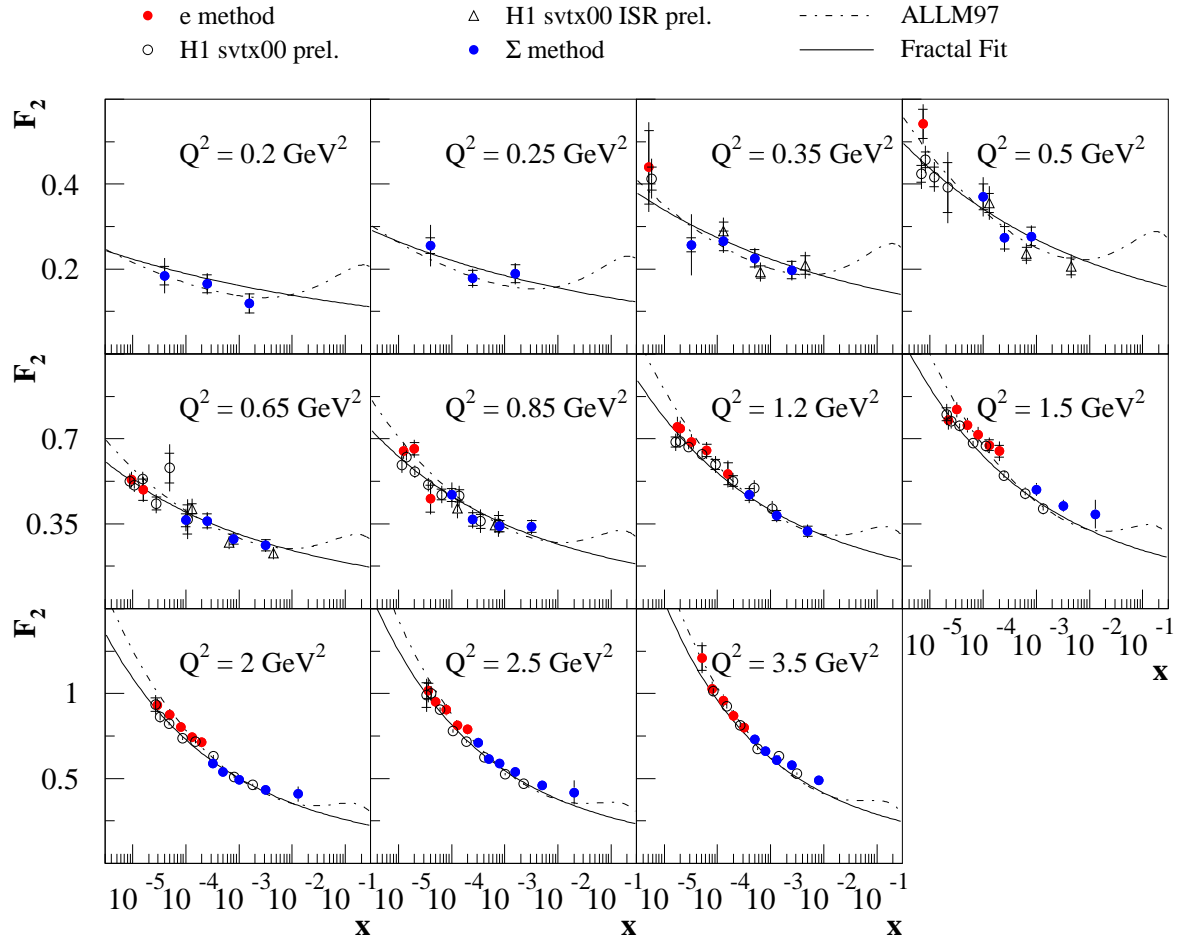 e method
H1 svtx00 ISR prel.
ALLM97
H1 svtx00 prel.
Σ method
Fractal Fit
F₂
Q² = 0.2 GeV²
Q² = 0.25 GeV²
Q² = 0.35 GeV²
Q² = 0.5 GeV²
0.4
0.2
F₂
Q² = 0.65 GeV²
Q² = 0.85 GeV²
Q² = 1.2 GeV²
Q² = 1.5 GeV²
0.7
0.35
F₂
Q² = 2 GeV²
Q² = 2.5 GeV²
Q² = 3.5 GeV²
10⁻⁵ 10⁻⁴ 10⁻³ 10⁻² 10⁻¹
x
1
0.5
10⁻⁵ 10⁻⁴ 10⁻³ 10⁻² 10⁻¹
10⁻⁵ 10⁻⁴ 10⁻³ 10⁻² 10⁻¹
10⁻⁵ 10⁻⁴ 10⁻³ 10⁻² 10⁻¹
x
x
x